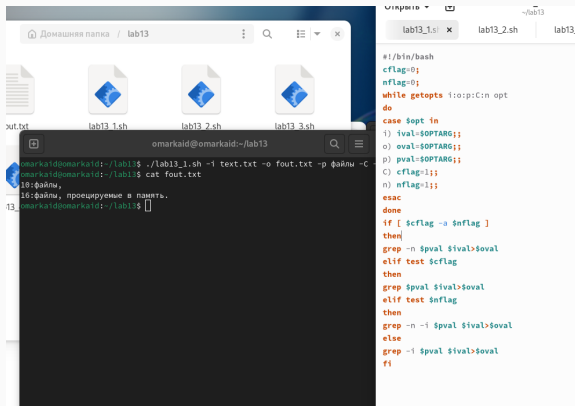 Открыть
~/lab13
Домашняя папка / lab13
lab13_1.sh
lab13_2.sh
out.txt
lab13_1.sh
lab13_2.sh
lab13_3.sh
omarkaid@omarkaid:~/lab13
omarkaid@omarkaid:~/lab13$ ./lab13_1.sh -i text.txt -o fout.txt -p файлы -C -
omarkaid@omarkaid:~/lab13$ cat fout.txt
10:файлы,
16:файлы, проецируемые в память.
omarkaid@omarkaid:~/lab13$
#!/bin/bash
cflag=0;
nflag=0;
while getopts i:o:p:C:n opt
do
case $opt in
i) ival=$OPTARG;;
o) oval=$OPTARG;;
p) pval=$OPTARG;;
C) cflag=1;;
n) nflag=1;;
esac
done
if [ $cflag -a $nflag ]
then
grep -n $pval $ival>$oval
elif test $cflag
then
grep $pval $ival>$oval
elif test $nflag
then
grep -n -i $pval $ival>$oval
else
grep -i $pval $ival>$oval
fi